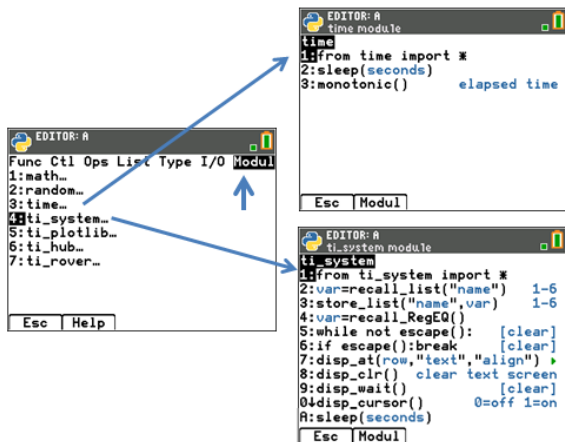 EDITOR: A
Func Ctl Ops List Type I/O Modul
1:math…
2:random…
3:time…
4:ti_system…
5:ti_plotlib…
6:ti_hub…
7:ti_rover…
Esc Help
EDITOR: A
time module
time
1:from time import *
2:sleep(seconds)
3:monotonic() elapsed time
Esc Modul
EDITOR: A
ti_system module
ti_system
1:from ti_system import *
2:var=recall_list("name") 1-6
3:store_list("name",var) 1-6
4:var=recall_RegEQ()
5:while not escape(): [clear]
6:if escape():break [clear]
7:disp_at(row,"text","align") ▸
8:disp_clr() clear text screen
9:disp_wait() [clear]
0↓disp_cursor() 0=off 1=on
A:sleep(seconds)
Esc Modul